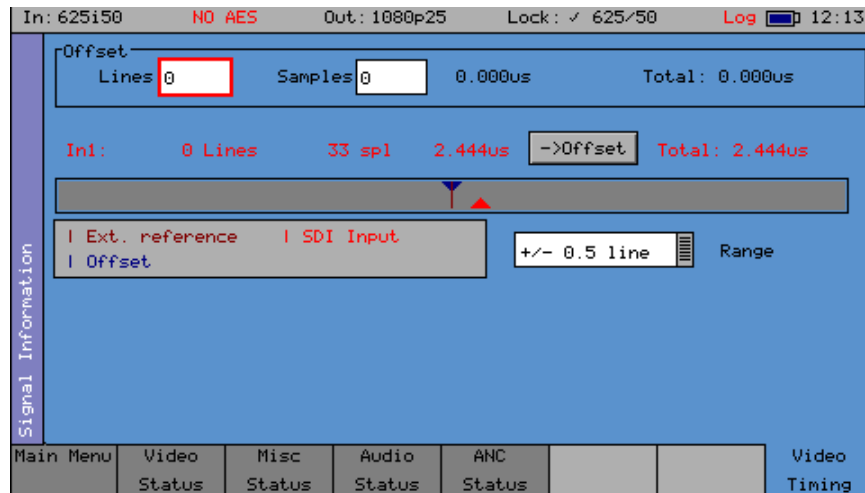 In:625i50 NO AES Out:1080p25 Lock:✓ 625/50 Log 12:13
Offset
Lines 0 Samples 0 0.000us Total: 0.000us
In1: 0 Lines 33 spl 2.444us ->Offset Total: 2.444us
| Ext. reference | SDI Input
| Offset
+/- 0.5 line Range
Signal Information
Main Menu Video Status Misc Status Audio Status ANC Status Video Timing